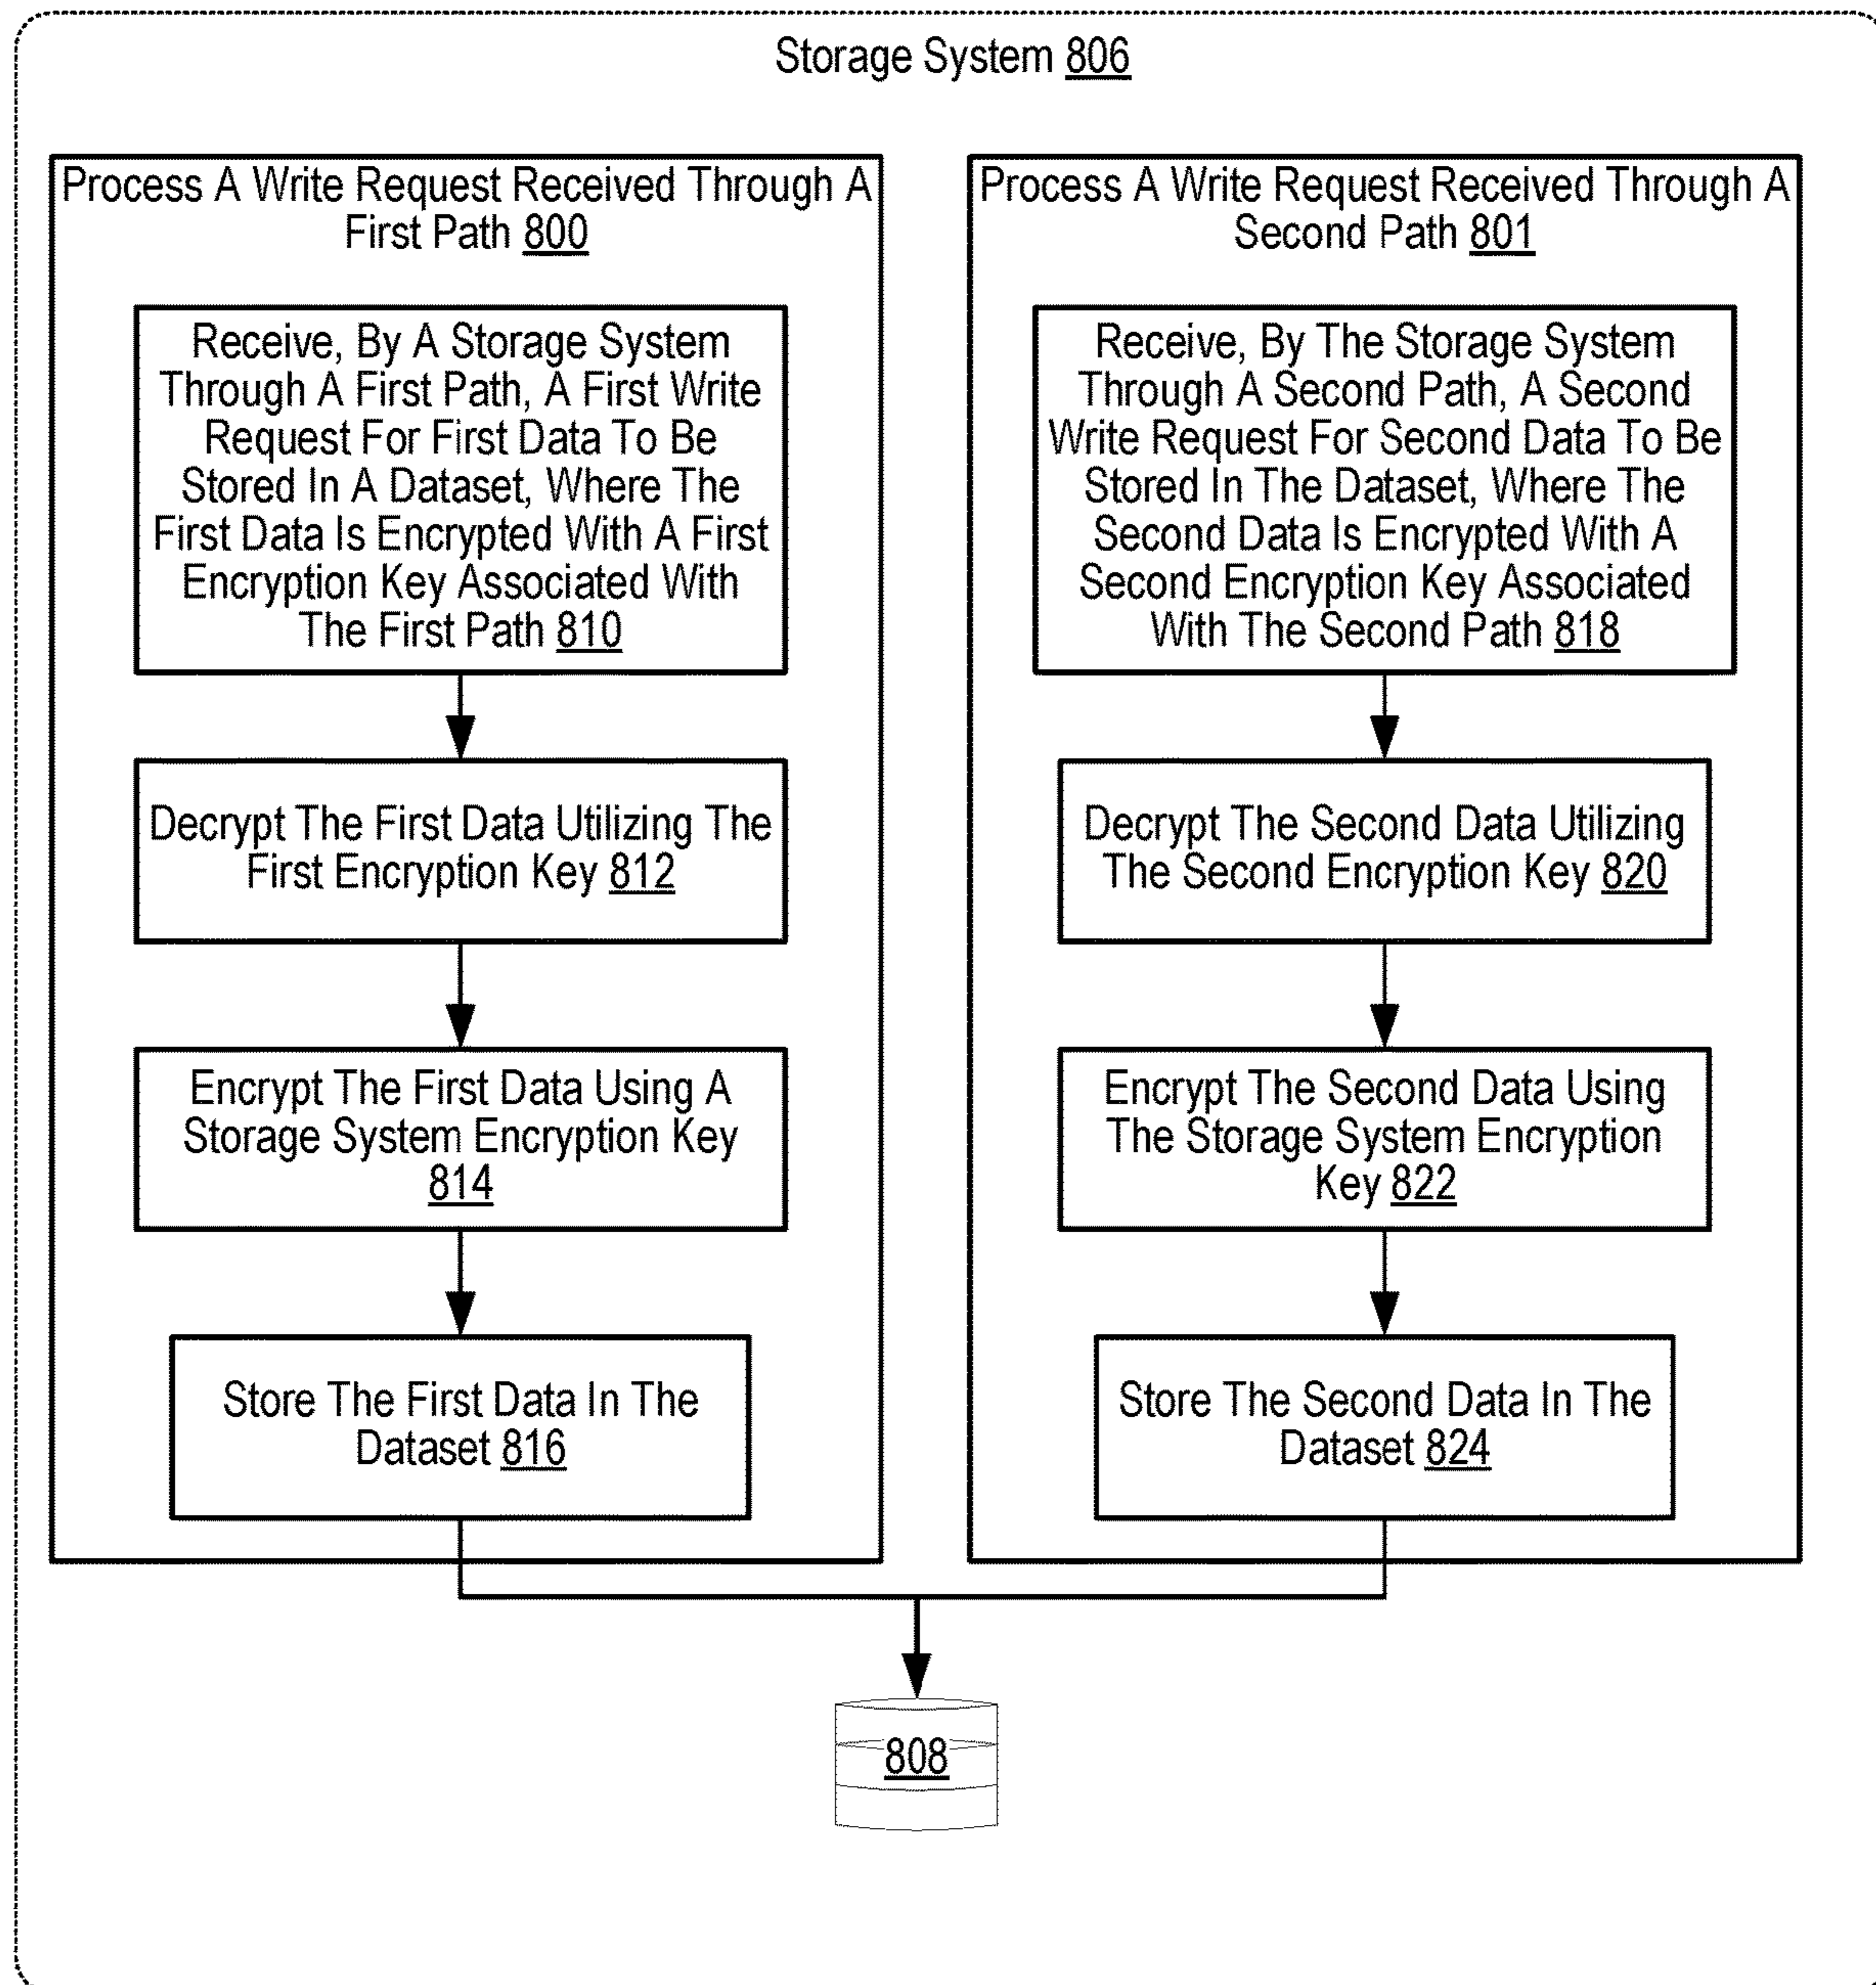 Storage System 806
Process A Write Request Received Through A
First Path 800
Receive, By A Storage System
Through A First Path, A First Write
Request For First Data To Be
Stored In A Dataset, Where The
First Data Is Encrypted With A First
Encryption Key Associated With
The First Path 810
Decrypt The First Data Utilizing The
First Encryption Key 812
Encrypt The First Data Using A
Storage System Encryption Key
814
Store The First Data In The
Dataset 816
Process A Write Request Received Through A
Second Path 801
Receive, By The Storage System
Through A Second Path, A Second
Write Request For Second Data To Be
Stored In The Dataset, Where The
Second Data Is Encrypted With A
Second Encryption Key Associated
With The Second Path 818
Decrypt The Second Data Utilizing
The Second Encryption Key 820
Encrypt The Second Data Using
The Storage System Encryption
Key 822
Store The Second Data In The
Dataset 824
808